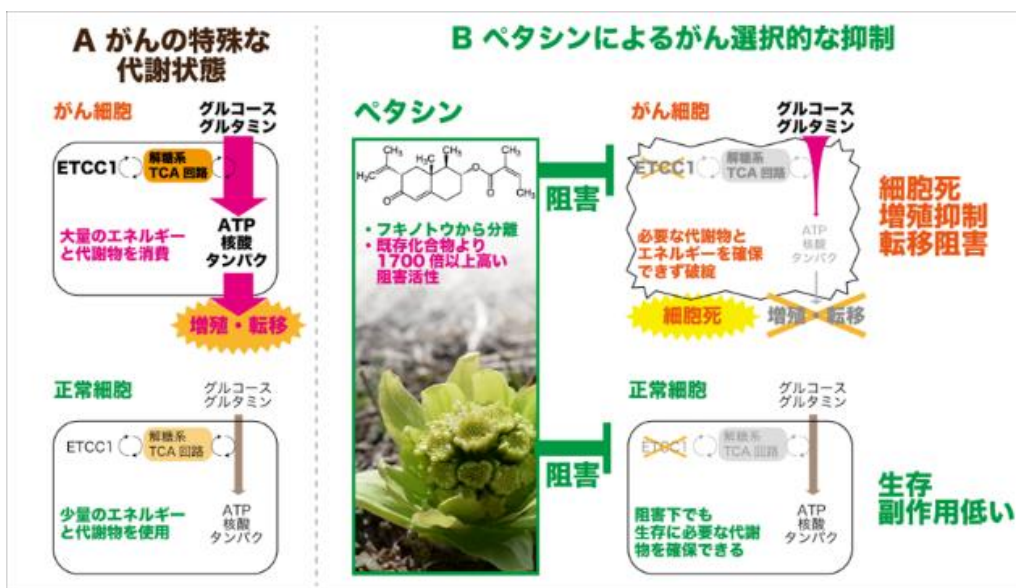 A がんの特殊な
代謝状態
がん細胞
グルコース
グルタミン
ETCC1
解糖系
TCA 回路
大量のエネルギー
と代謝物を消費
ATP
核酸
タンパク
増殖・転移
正常細胞
グルコース
グルタミン
ETCC1
解糖系
TCA 回路
少量のエネルギー
と代謝物を使用
ATP
核酸
タンパク
B ペタシンによるがん選択的な抑制
ペタシン
CH₃
H₂C
H₃C
CH₃
O
O
O
CH₃
CH₃
・フキノトウから分離
・既存化合物より
1700 倍以上高い
阻害活性
阻害
がん細胞
グルコース
グルタミン
ETCC1
解糖系
TCA 回路
必要な代謝物と
エネルギーを確保
できず破綻
ATP
核酸
タンパク
細胞死
増殖・転移
細胞死
増殖抑制
転移阻害
阻害
正常細胞
グルコース
グルタミン
ETCC1
解糖系
TCA 回路
阻害下でも
生存に必要な代謝
物を確保できる
ATP
核酸
タンパク
生存
副作用低い